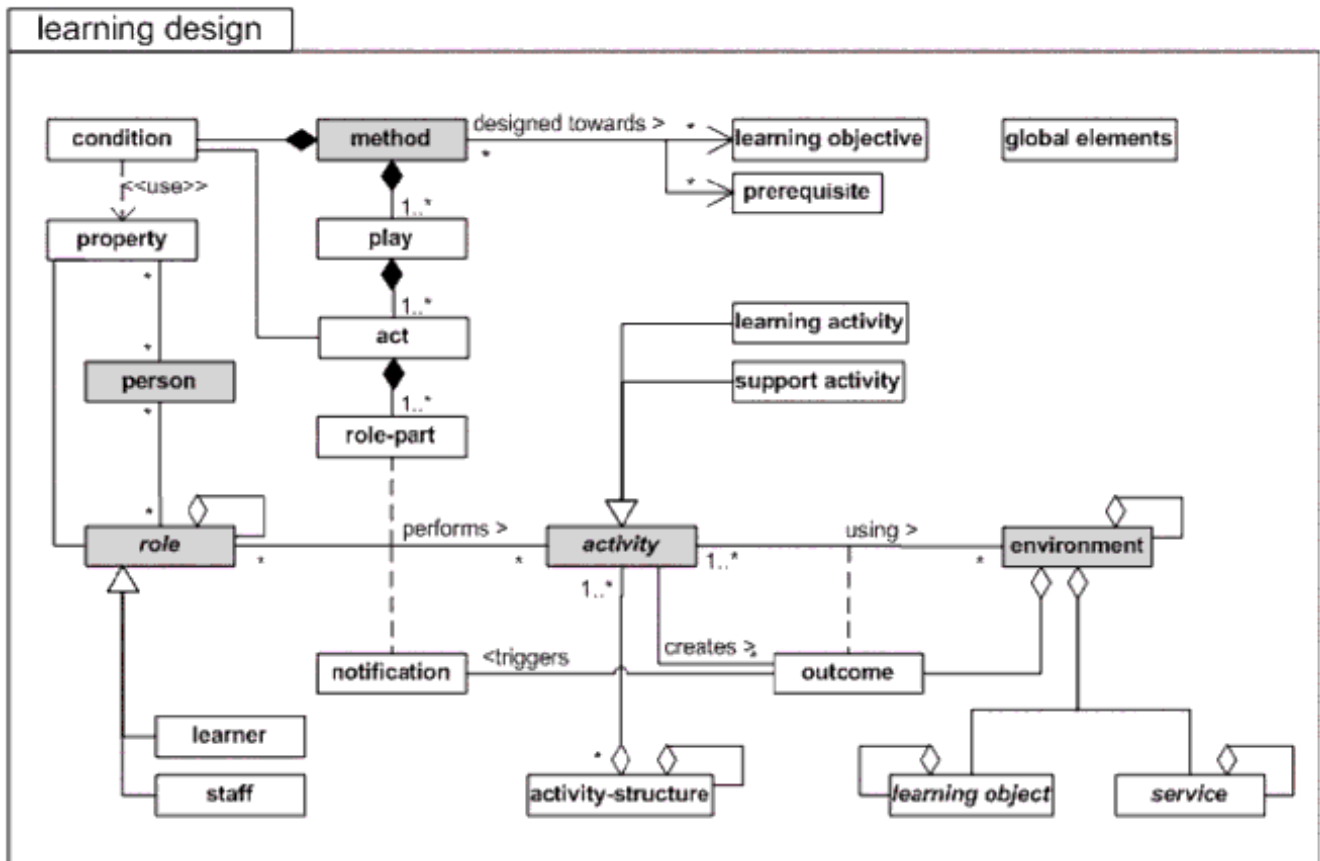 learning design
condition
method
designed towards >
*
*
learning objective
global elements
<<use>>
*
prerequisite
1..*
property
play
*
1..*
learning activity
act
*
person
support activity
*
1..*
role-part
*
role
performs >
activity
using >
environment
*
*
1..*
*
1..*
creates >
*
<triggers
notification
outcome
learner
*
staff
activity-structure
learning object
service